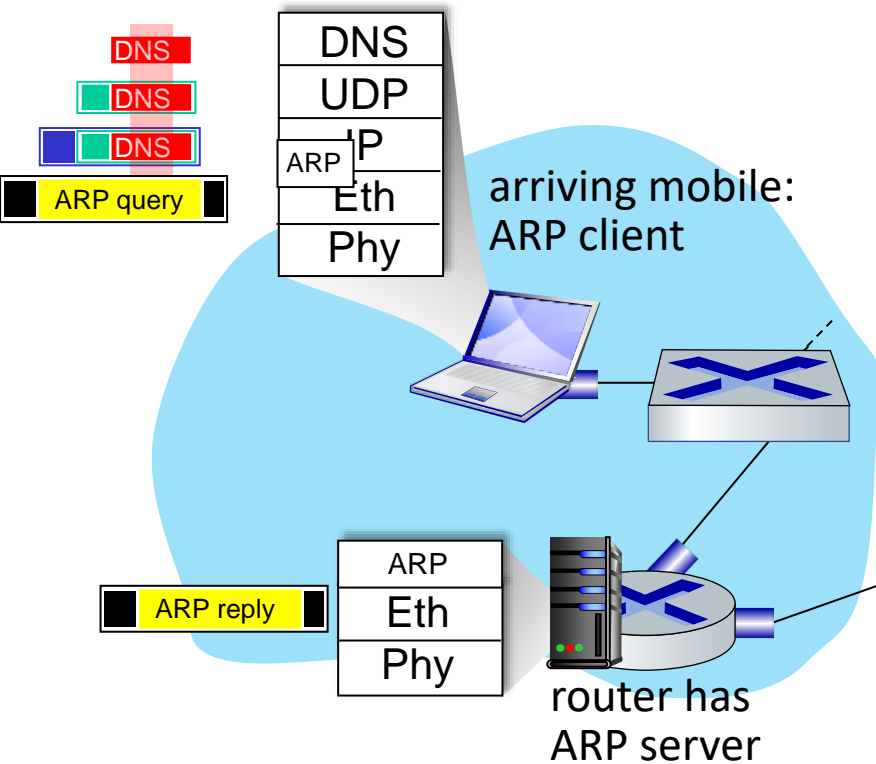 DNS
DNS
DNS
ARP query
DNS
UDP
IP
ARP
Eth
Phy
arriving mobile:
ARP client
ARP reply
ARP
Eth
Phy
router has
ARP server